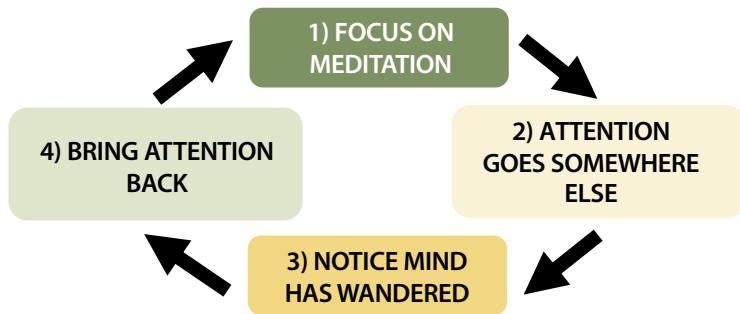 1) FOCUS ON
MEDITATION
2) ATTENTION
GOES SOMEWHERE
ELSE
3) NOTICE MIND
HAS WANDERED
4) BRING ATTENTION
BACK